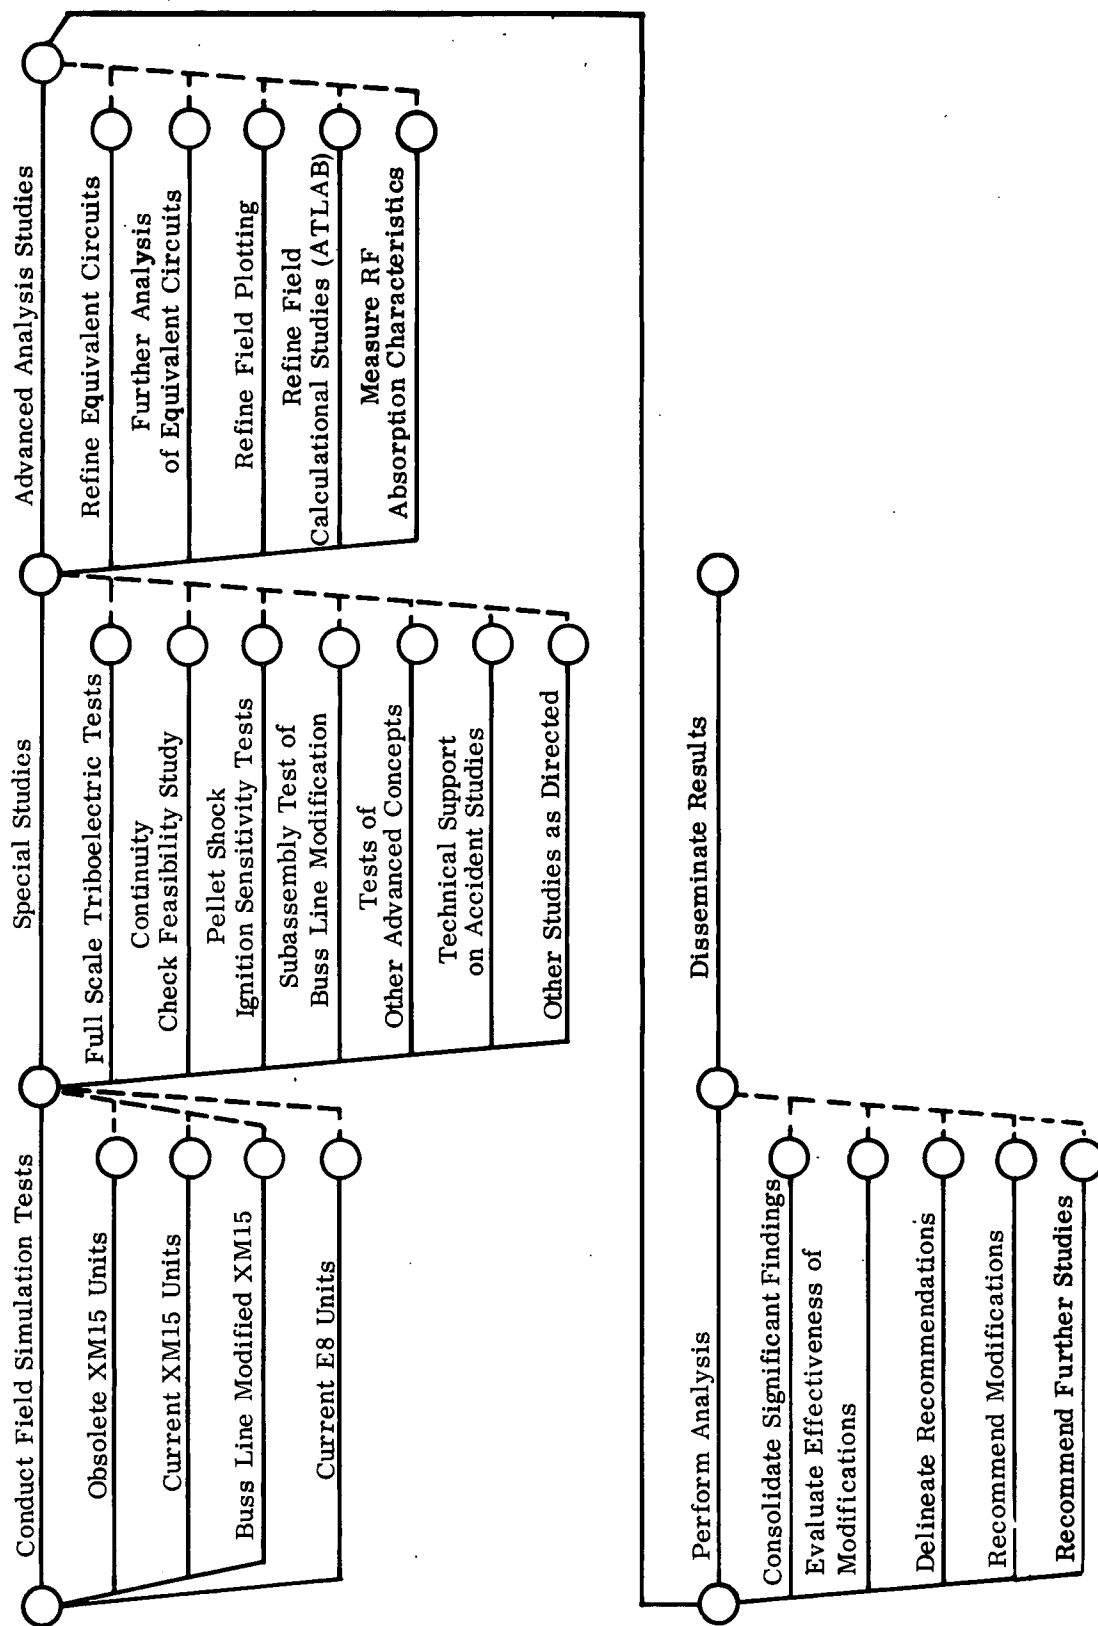 Conduct Field Simulation Tests
Obsolete XM15 Units
Current XM15 Units
Buss Line Modified XM15
Current E8 Units
Special Studies
Full Scale Triboelectric Tests
Continuity
Check Feasibility Study
Pellet Shock
Ignition Sensitivity Tests
Subassembly Test of
Buss Line Modification
Tests of
Other Advanced Concepts
Technical Support
on Accident Studies
Other Studies as Directed
Advanced Analysis Studies
Refine Equivalent Circuits
Further Analysis
of Equivalent Circuits
Refine Field Plotting
Refine Field
Calculational Studies (ATLAB)
Measure RF
Absorption Characteristics
Perform Analysis
Consolidate Significant Findings
Evaluate Effectiveness of
Modifications
Delineate Recommendations
Recommend Modifications
Recommend Further Studies
Disseminate Results